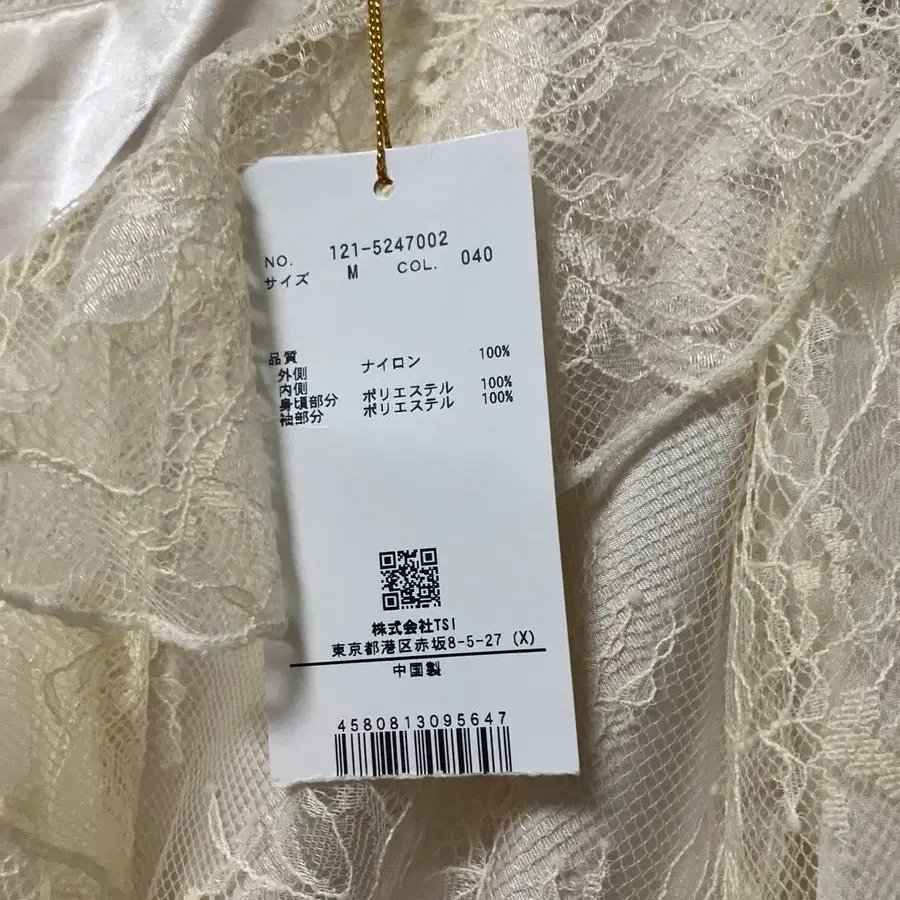 NO. 121-5247002
サイズ M COL. 040
品質
外側 ナイロン 100%
内側
身頃部分 ポリエステル 100%
袖部分 ポリエステル 100%
株式会社TSI
東京都港区赤坂8-5-27 (X)
中国製
4580813095647